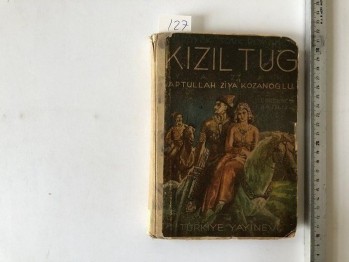 127
KIZIL TUĞ
APTULLAH ZİYA KOZANOĞLU
TÜRKİYE YAYINEVİ